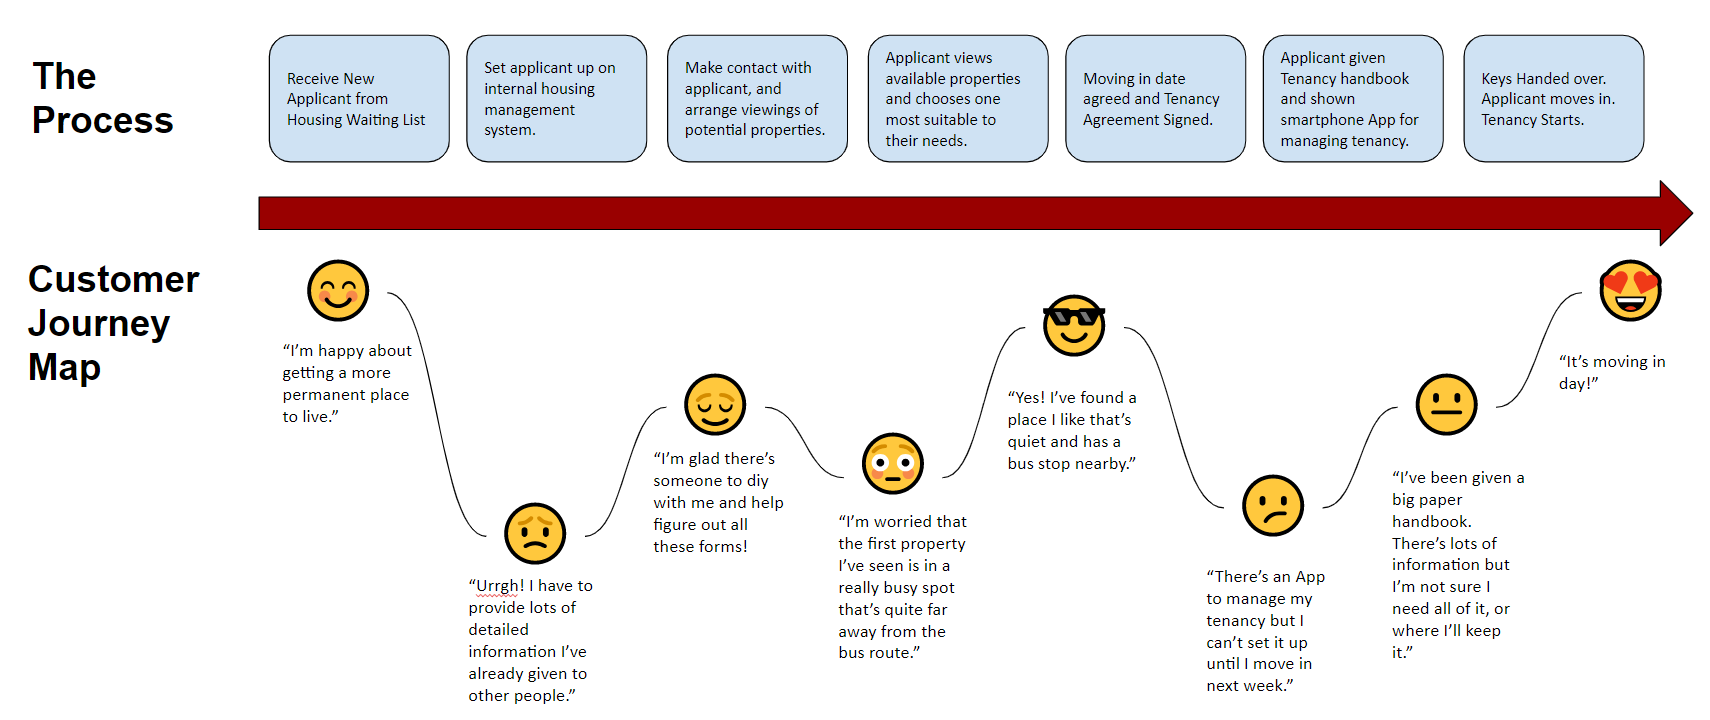 The
Process
Receive New
Applicant from
Housing Waiting List
Set applicant up on
internal housing
management
system.
Make contact with
applicant, and
arrange viewings of
potential properties.
Applicant views
available properties
and chooses one
most suitable to
their needs.
Moving in date
agreed and Tenancy
Agreement Signed.
Applicant given
Tenancy handbook
and shown
smartphone App for
managing tenancy.
Keys Handed over.
Applicant moves in.
Tenancy Starts.
Customer
Journey
Map
“I’m happy about
getting a more
permanent place
to live.”
“Urrgh! I have to
provide lots of
detailed
information I’ve
already given to
other people.”
“I’m glad there’s
someone to diy
with me and help
figure out all
these forms!
“I’m worried that
the first property
I’ve seen is in a
really busy spot
that’s quite far
away from the
bus route.”
“Yes! I’ve found a
place I like that’s
quiet and has a
bus stop nearby.”
“There’s an App
to manage my
tenancy but I
can’t set it up
until I move in
next week.”
“I’ve been given a
big paper
handbook.
There’s lots of
information but
I’m not sure I
need all of it, or
where I’ll keep
it.”
“It’s moving in
day!”